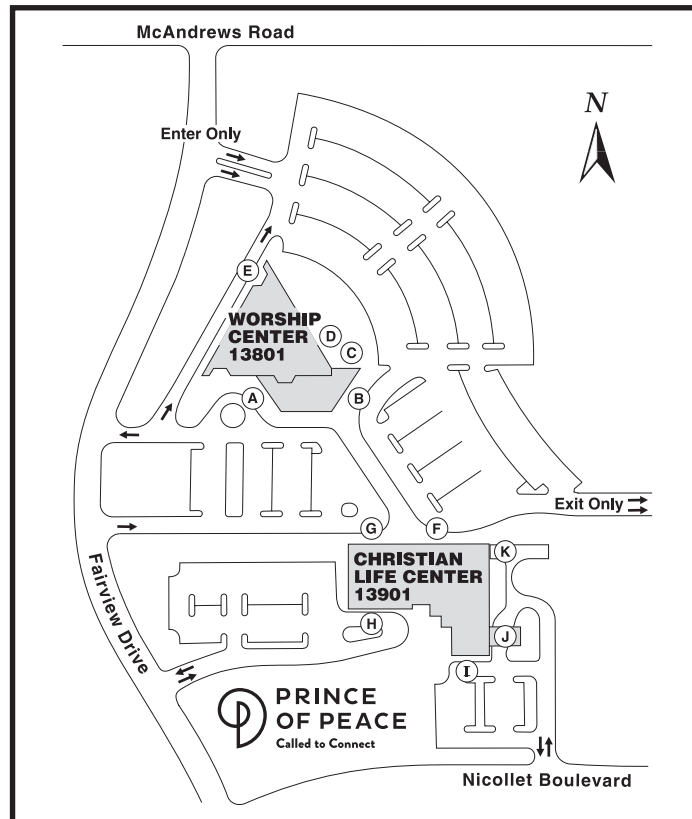 McAndrews Road
N
Enter Only
E
WORSHIP
CENTER
13801
D
C
A
B
Exit Only
G
F
CHRISTIAN
LIFE CENTER
13901
K
H
J
I
Fairview Drive
PRINCE
OF PEACE
Called to Connect
Nicollet Boulevard